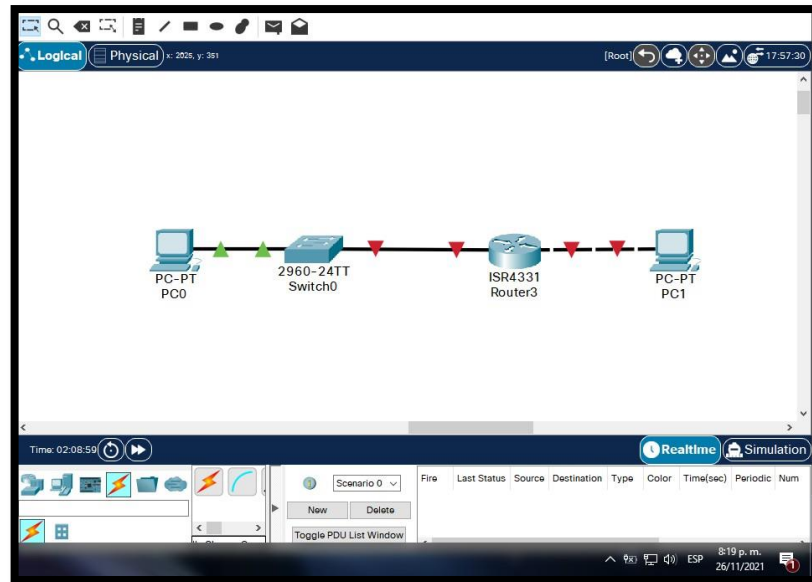 Logical
Physical
x: 2025, y: 351
[Root]
17:57:30
PC-PT
PC0
2960-24TT
Switch0
ISR4331
Router3
PC-PT
PC1
Time: 02:08:59
Realtime
Simulation
Scenario 0
Fire Last Status Source Destination Type Color Time(sec) Periodic Num
New Delete
Toggle PDU List Window
ESP
8:19 p. m.
26/11/2021
1